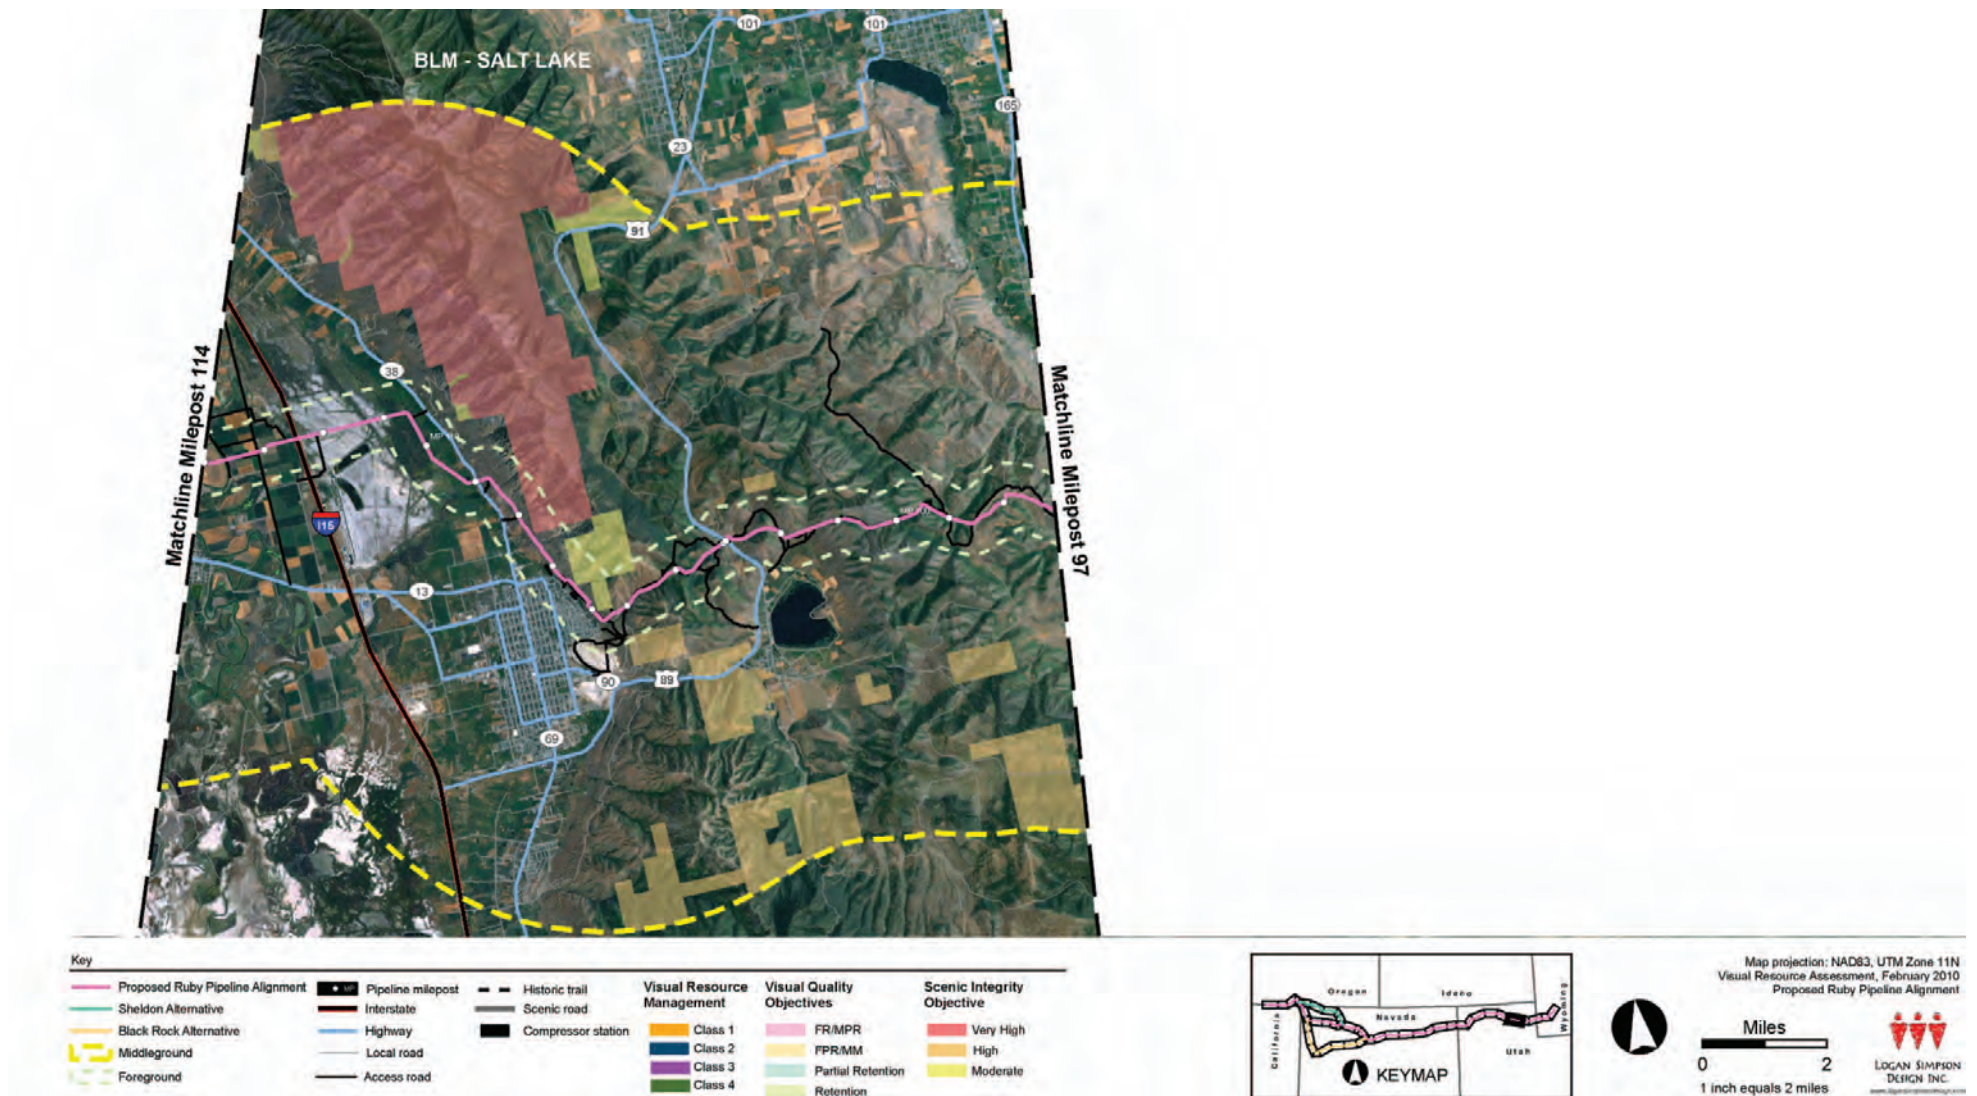 BLM - SALT LAKE
101
101
165
23
91
38
Matchline Milepost 114
Matchline Milepost 97
I15
13
90
89
69
Key
Proposed Ruby Pipeline Alignment
Sheldon Alternative
Black Rock Alternative
Middleground
Foreground
MP
Pipeline milepost
Interstate
Highway
Local road
Access road
Historic trail
Scenic road
Compressor station
Visual Resource
Management
Class 1
Class 2
Class 3
Class 4
Visual Quality
Objectives
FR/MPR
FPR/MM
Partial Retention
Retention
Scenic Integrity
Objective
Very High
High
Moderate
Oregon
Idaho
Wyoming
Nevada
California
Utah
KEYMAP
Map projection: NAD83, UTM Zone 11N
Visual Resource Assessment, February 2010
Proposed Ruby Pipeline Alignment
Miles
0 2
1 inch equals 2 miles
LOGAN SIMPSON
DESIGN INC.